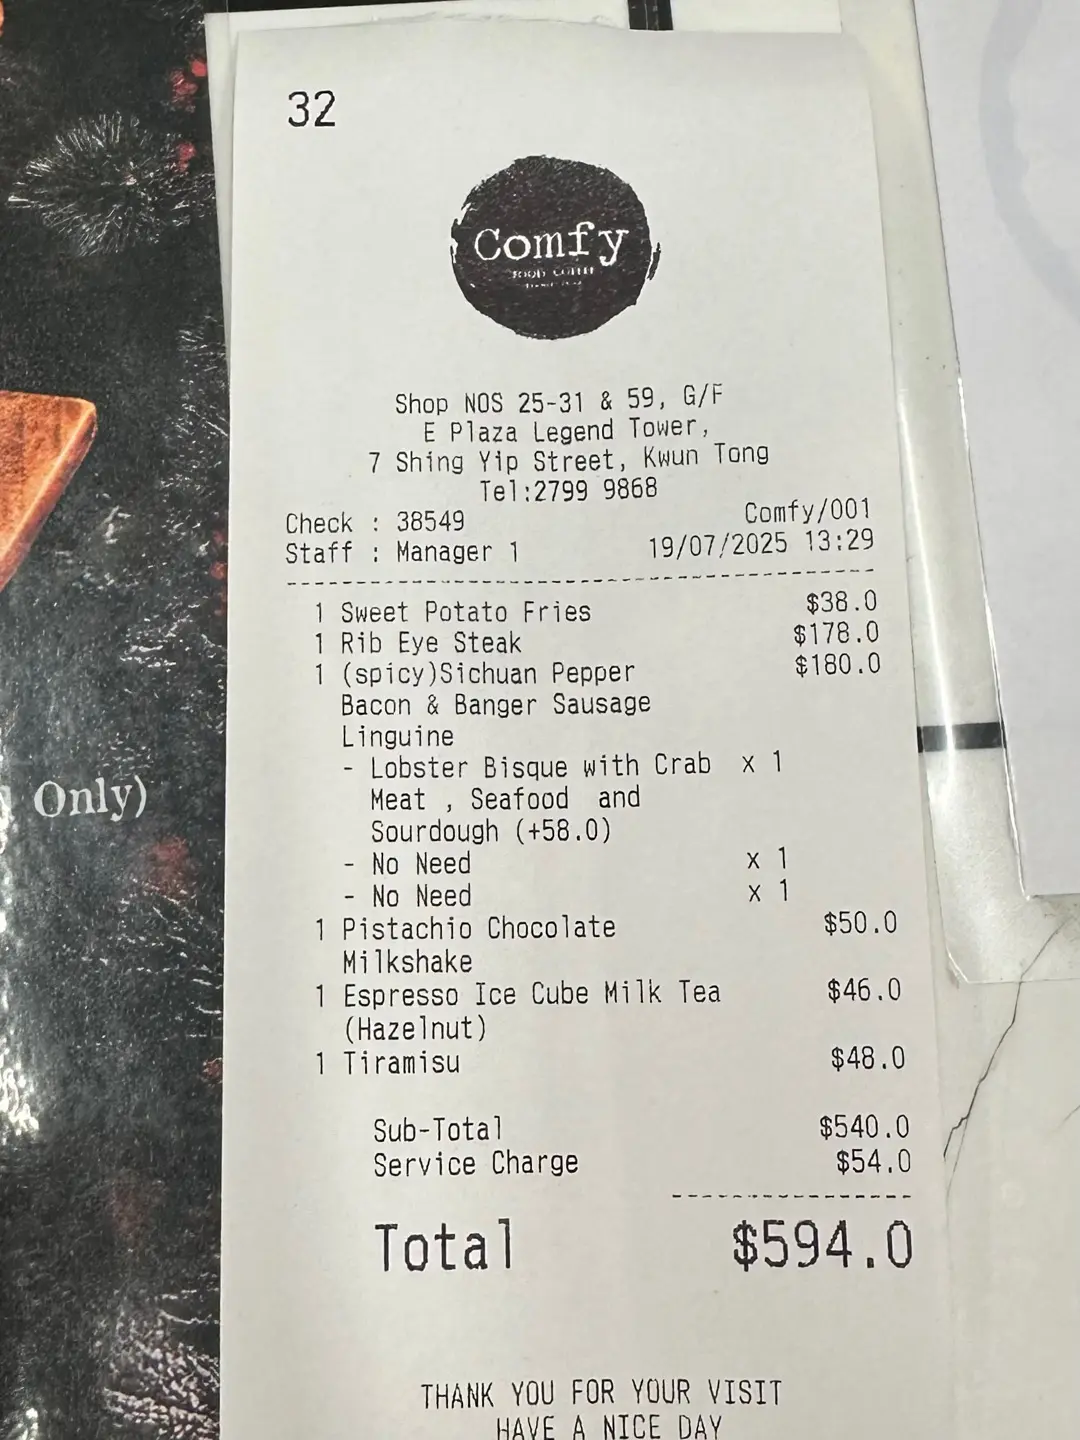 32
Comfy
FOOD COFFEE
Shop NOS 25-31 & 59, G/F
E Plaza Legend Tower,
7 Shing Yip Street, Kwun Tong
Tel:2799 9868
Check : 38549 Comfy/001
Staff : Manager 1 19/07/2025 13:29
1 Sweet Potato Fries $38.0
1 Rib Eye Steak $178.0
1 (spicy)Sichuan Pepper $180.0
Bacon & Banger Sausage
Linguine
- Lobster Bisque with Crab x 1
Meat , Seafood and
Sourdough (+58.0)
- No Need x 1
- No Need x 1
1 Pistachio Chocolate $50.0
Milkshake
1 Espresso Ice Cube Milk Tea $46.0
(Hazelnut)
1 Tiramisu $48.0
Sub-Total $540.0
Service Charge $54.0
Total $594.0
THANK YOU FOR YOUR VISIT
HAVE A NICE DAY
Only)